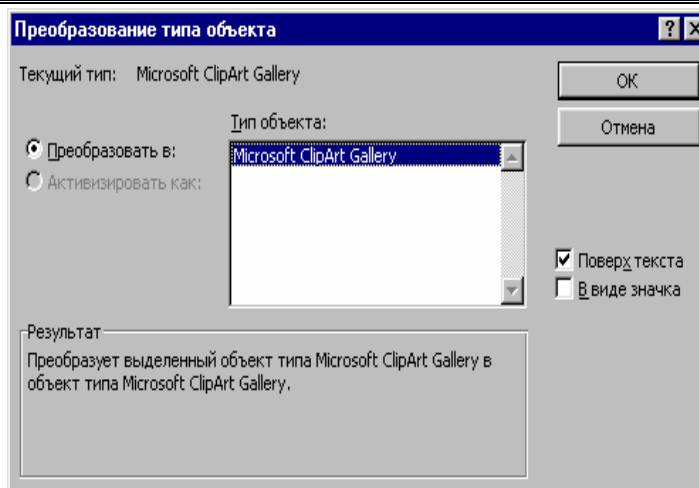 Преобразование типа объекта
Текущий тип: Microsoft ClipArt Gallery
Тип объекта:
Преобразовать в:
Активизировать как:
Microsoft ClipArt Gallery
ОК
Отмена
Поверх текста
В виде значка
Результат
Преобразует выделенный объект типа Microsoft ClipArt Gallery в
объект типа Microsoft ClipArt Gallery.